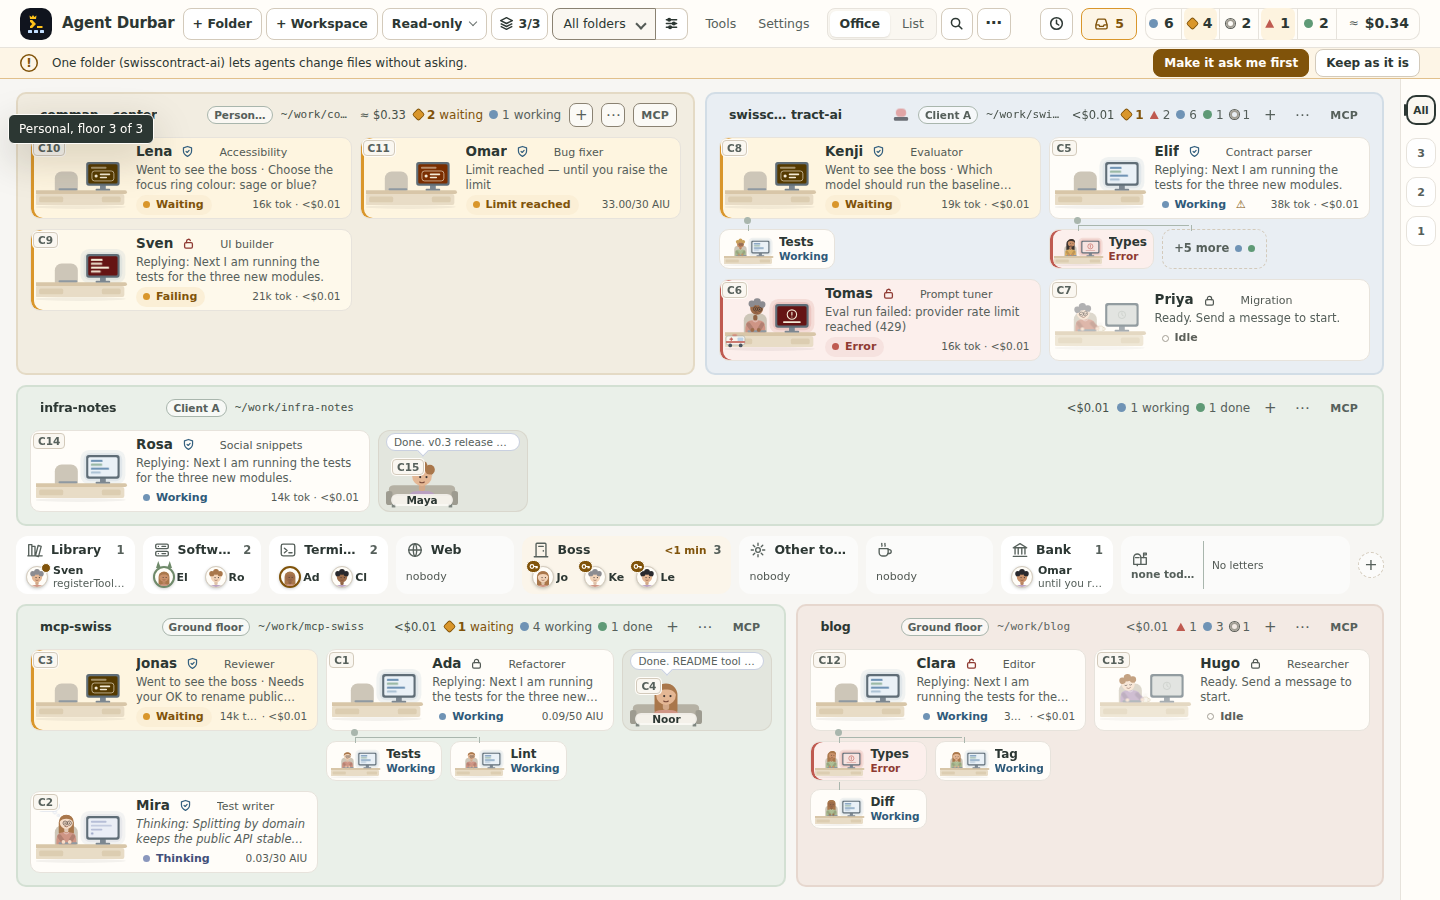 Agent Durbar
+ Folder
+ Workspace
Read-only
3/3
All folders
Tools
Settings
Office
List
5
6
4
2
1
2
≈ $0.34
One folder (swisscontract-ai) lets agents change files without asking.
Make it ask me first
Keep as it is
Personal, floor 3 of 3
Person…
~/work/co…
≈ $0.33
2 waiting
1 working
MCP
C10
Lena
Accessibility
Went to see the boss · Choose the
focus ring colour: sage or blue?
Waiting
16k tok · <$0.01
C11
Omar
Bug fixer
Limit reached — until you raise the
limit
Limit reached
33.00/30 AIU
C9
Sven
UI builder
Replying: Next I am running the
tests for the three new modules.
Failing
21k tok · <$0.01
swissc… tract-ai
Client A
~/work/swi…
<$0.01
1
2
6
1
1
MCP
C8
Kenji
Evaluator
Went to see the boss · Which
model should run the baseline…
Waiting
19k tok · <$0.01
Tests
Working
C5
Elif
Contract parser
Replying: Next I am running the
tests for the three new modules.
Working
38k tok · <$0.01
Types
Error
+5 more
C6
Tomas
Prompt tuner
Eval run failed: provider rate limit
reached (429)
Error
16k tok · <$0.01
C7
Priya
Migration
Ready. Send a message to start.
Idle
All
3
2
1
infra-notes
Client A
~/work/infra-notes
<$0.01
1 working
1 done
MCP
C14
Rosa
Social snippets
Replying: Next I am running the tests
for the three new modules.
Working
14k tok · <$0.01
Done. v0.3 release …
C15
Maya
Library
1
Sven
registerTool…
Softw…
2
El
Ro
Termi…
2
Ad
Cl
Web
nobody
Boss
<1 min
3
Jo
Ke
Le
Other to…
nobody
nobody
Bank
1
Omar
until you r…
none tod…
No letters
+
mcp-swiss
Ground floor
~/work/mcp-swiss
<$0.01
1 waiting
4 working
1 done
MCP
C3
Jonas
Reviewer
Went to see the boss · Needs
your OK to rename public…
Waiting
14k t… · <$0.01
C1
Ada
Refactorer
Replying: Next I am running
the tests for the three new…
Working
0.09/50 AIU
Done. README tool …
C4
Noor
Tests
Working
Lint
Working
C2
Mira
Test writer
Thinking: Splitting by domain
keeps the public API stable…
Thinking
0.03/30 AIU
blog
Ground floor
~/work/blog
<$0.01
1
3
1
MCP
C12
Clara
Editor
Replying: Next I am
running the tests for the…
Working
3… · <$0.01
C13
Hugo
Researcher
Ready. Send a message to
start.
Idle
Types
Error
Tag
Working
Diff
Working